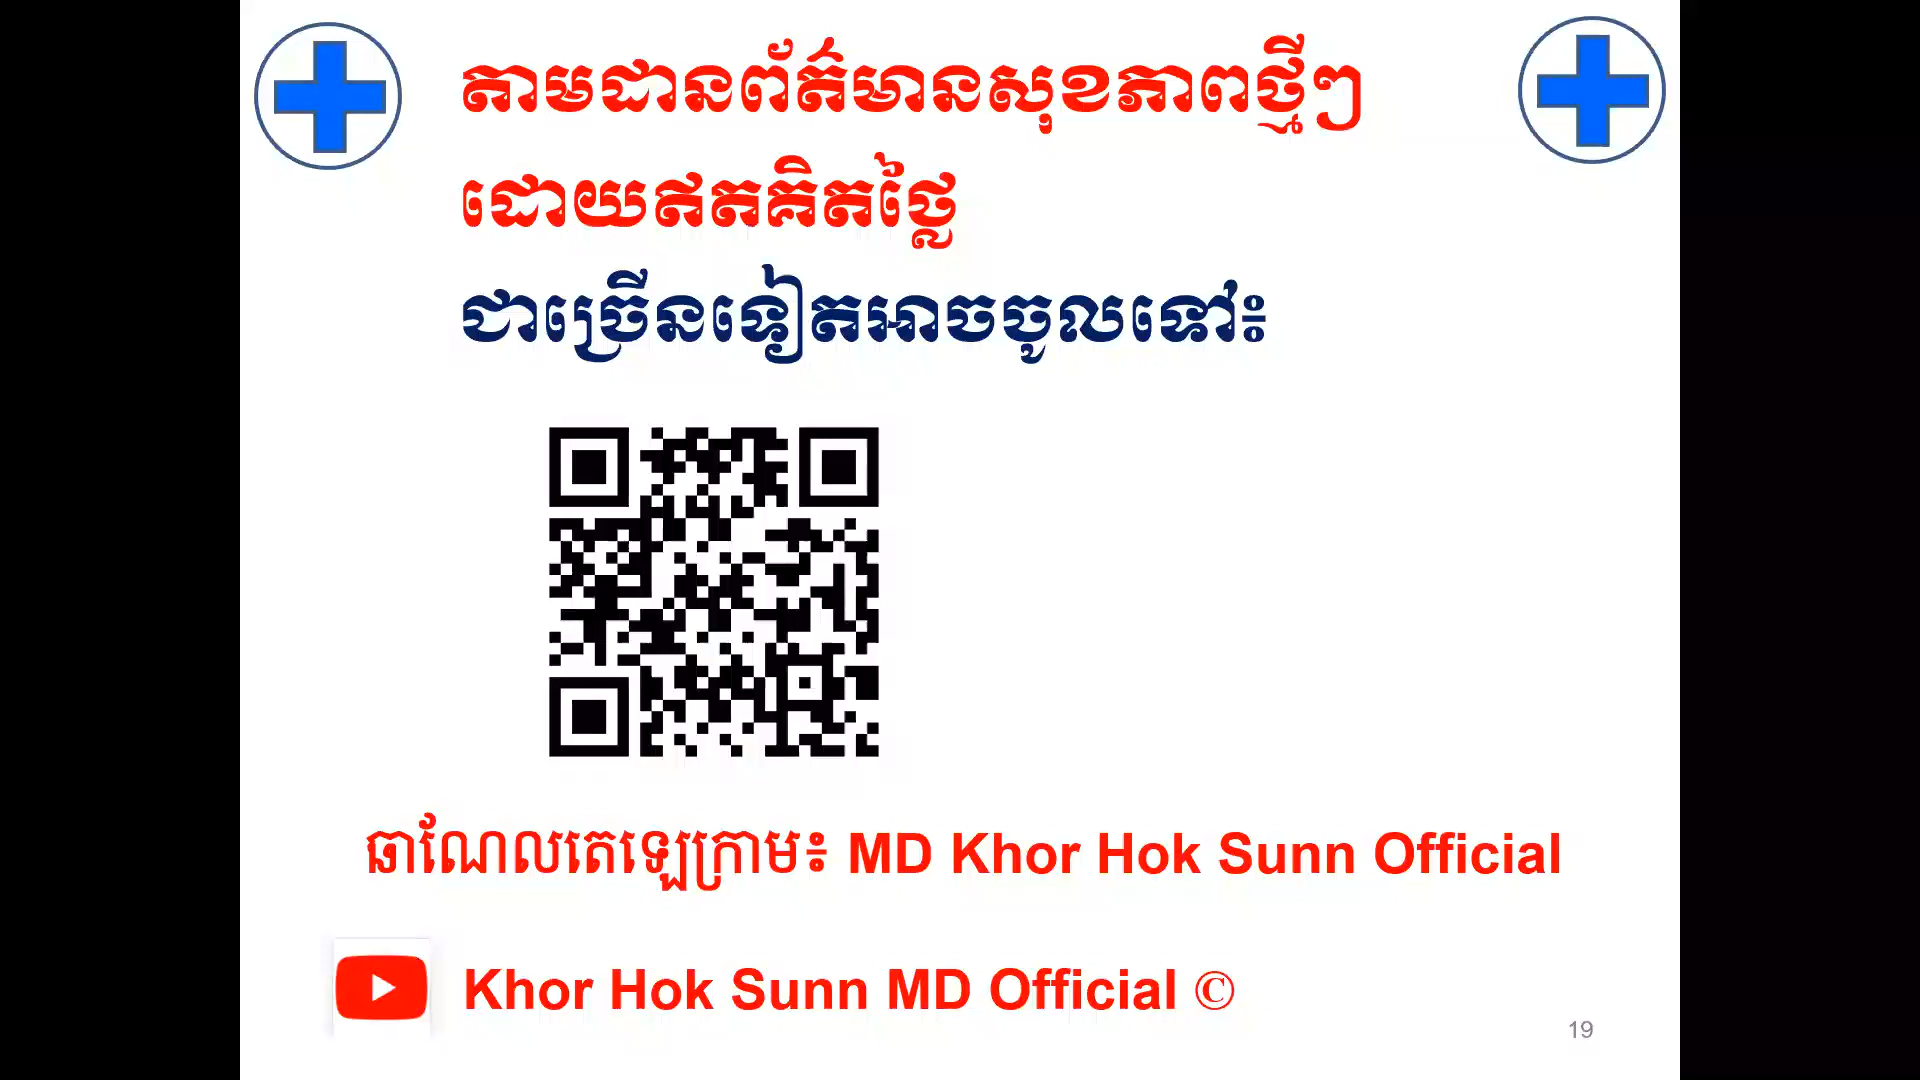 តាមដានព័ត៌មានសុខភាពថ្មីៗ
ដោយឥតគិតថ្លៃ
ជាច្រើនទៀតអាចចូលទៅ៖
ឆាណែលតេឡេក្រាម៖ MD Khor Hok Sunn Official
Khor Hok Sunn MD Official ©
19